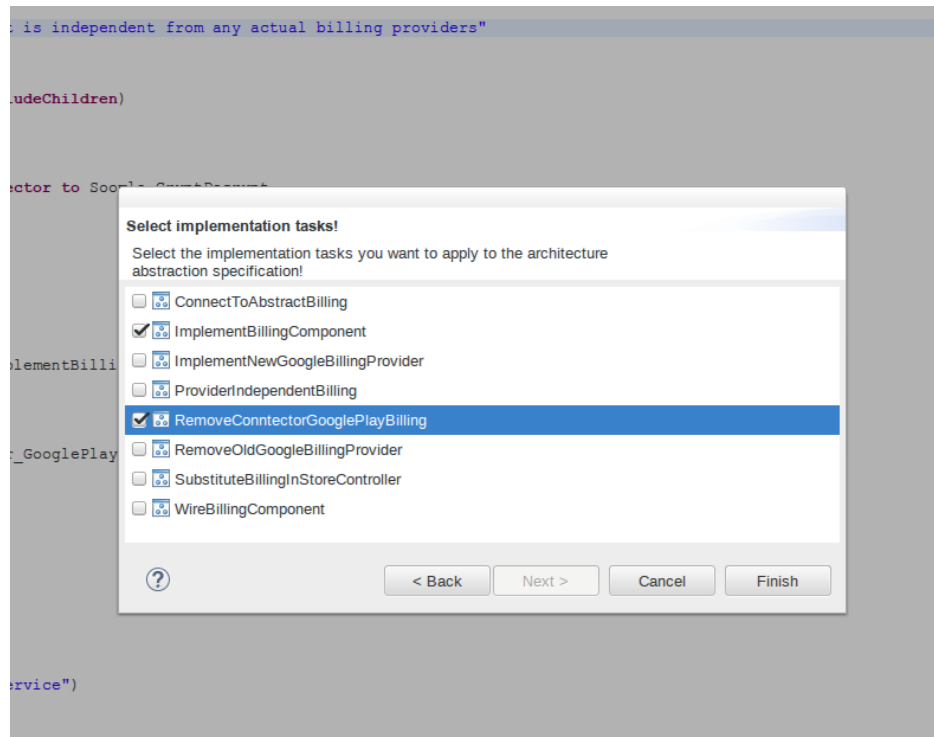 t is independent from any actual billing providers"
ludeChildren)
ector to Soo
Select implementation tasks!
Select the implementation tasks you want to apply to the architecture
abstraction specification!
ConnectToAbstractBilling
ImplementBillingComponent
plementBilli
ImplementNewGoogleBillingProvider
ProviderIndependentBilling
RemoveConntectorGooglePlayBilling
r_GooglePlay
RemoveOldGoogleBillingProvider
SubstituteBillingInStoreController
WireBillingComponent
?
< Back
Next >
Cancel
Finish
ervice")